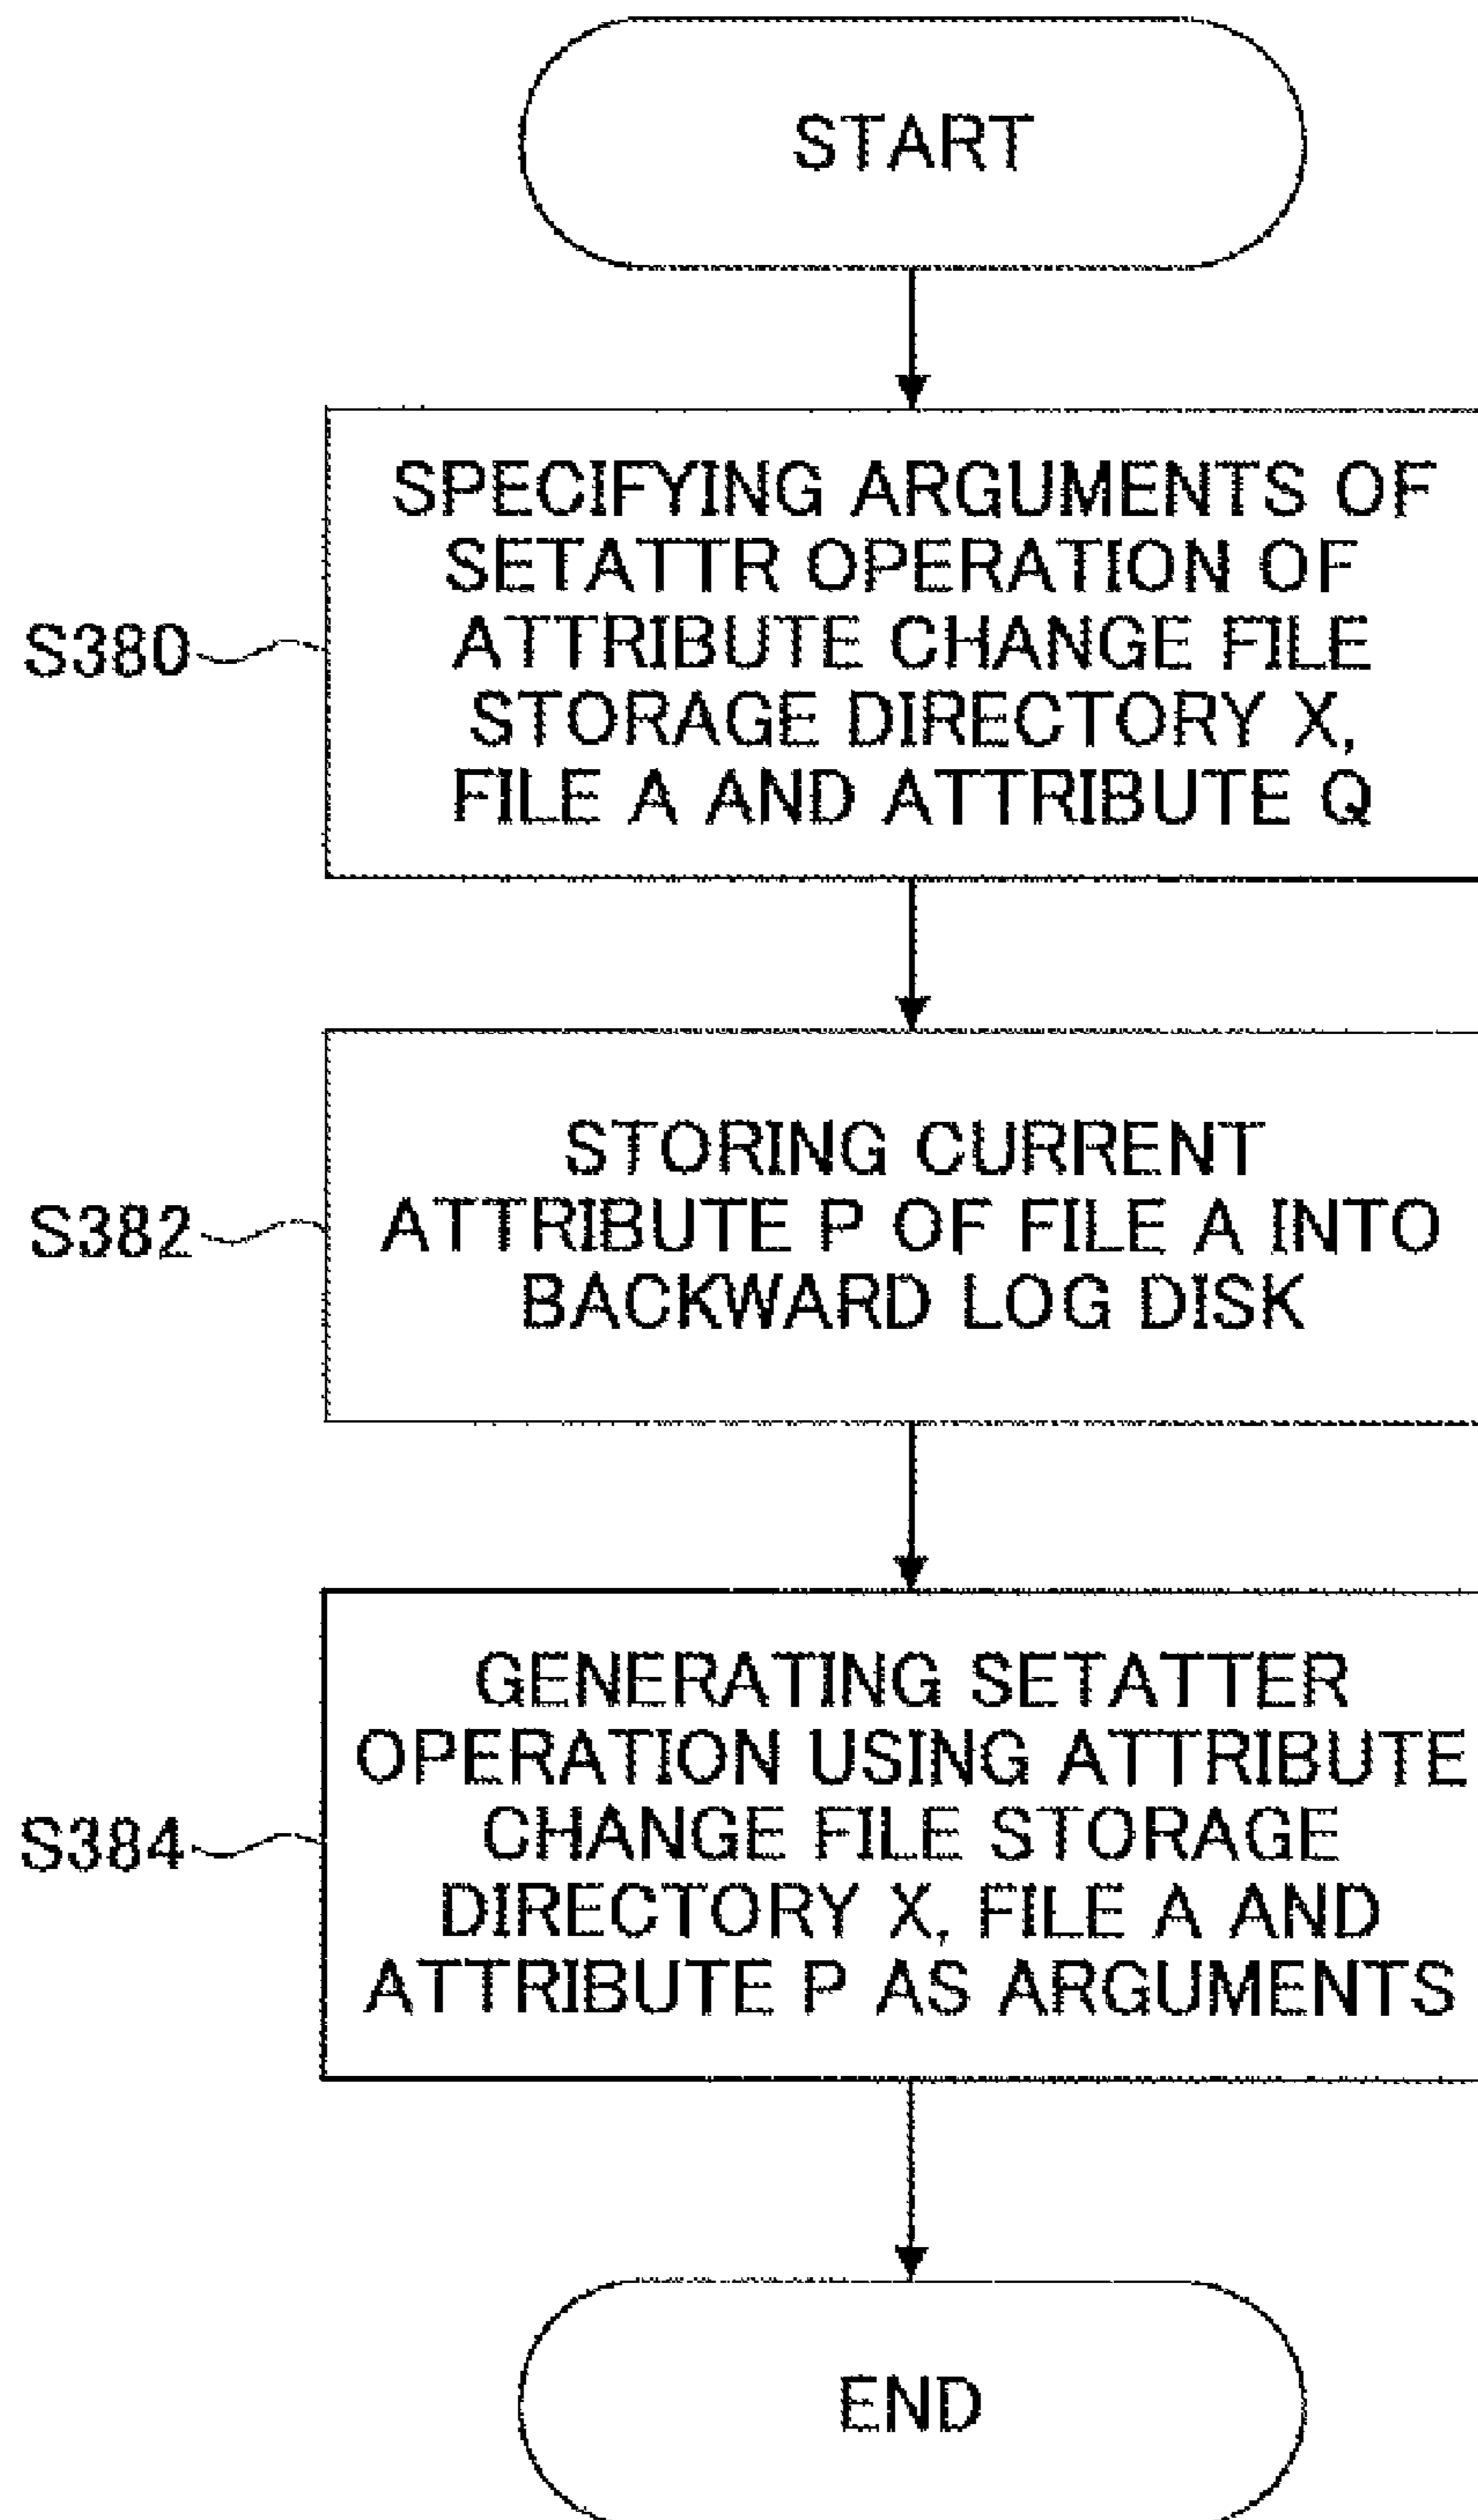 START
SPECIFYING ARGUMENTS OF
SETATTR OPERATION OF
S380
ATTRIBUTE CHANGE FILE
STORAGE DIRECTORY X,
FILE A AND ATTRIBUTE Q
STORING CURRENT
S382
ATTRIBUTE P OF FILE A INTO
BACKWARD LOG DISK
GENERATING SETATTER
OPERATION USING ATTRIBUTE
S384
CHANGE FILE STORAGE
DIRECTORY X, FILE A AND
ATTRIBUTE P AS ARGUMENTS
END